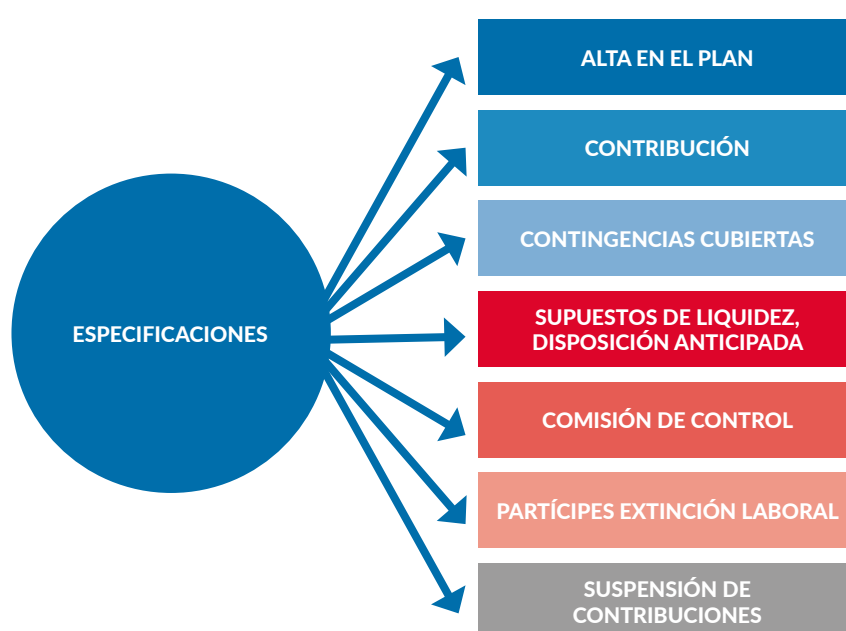 ESPECIFICACIONES
ALTA EN EL PLAN
CONTRIBUCIÓN
CONTINGENCIAS CUBIERTAS
SUPUESTOS DE LIQUIDEZ,
DISPOSICIÓN ANTICIPADA
COMISIÓN DE CONTROL
PARTÍCIPES EXTINCIÓN LABORAL
SUSPENSIÓN DE
CONTRIBUCIONES